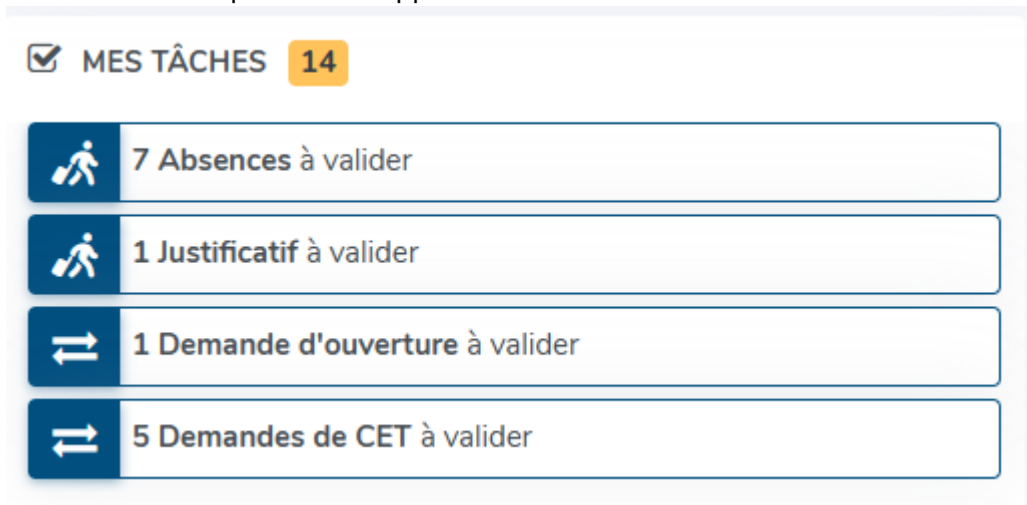 MES TÂCHES 14
7 Absences à valider
1 Justificatif à valider
1 Demande d'ouverture à valider
5 Demandes de CET à valider